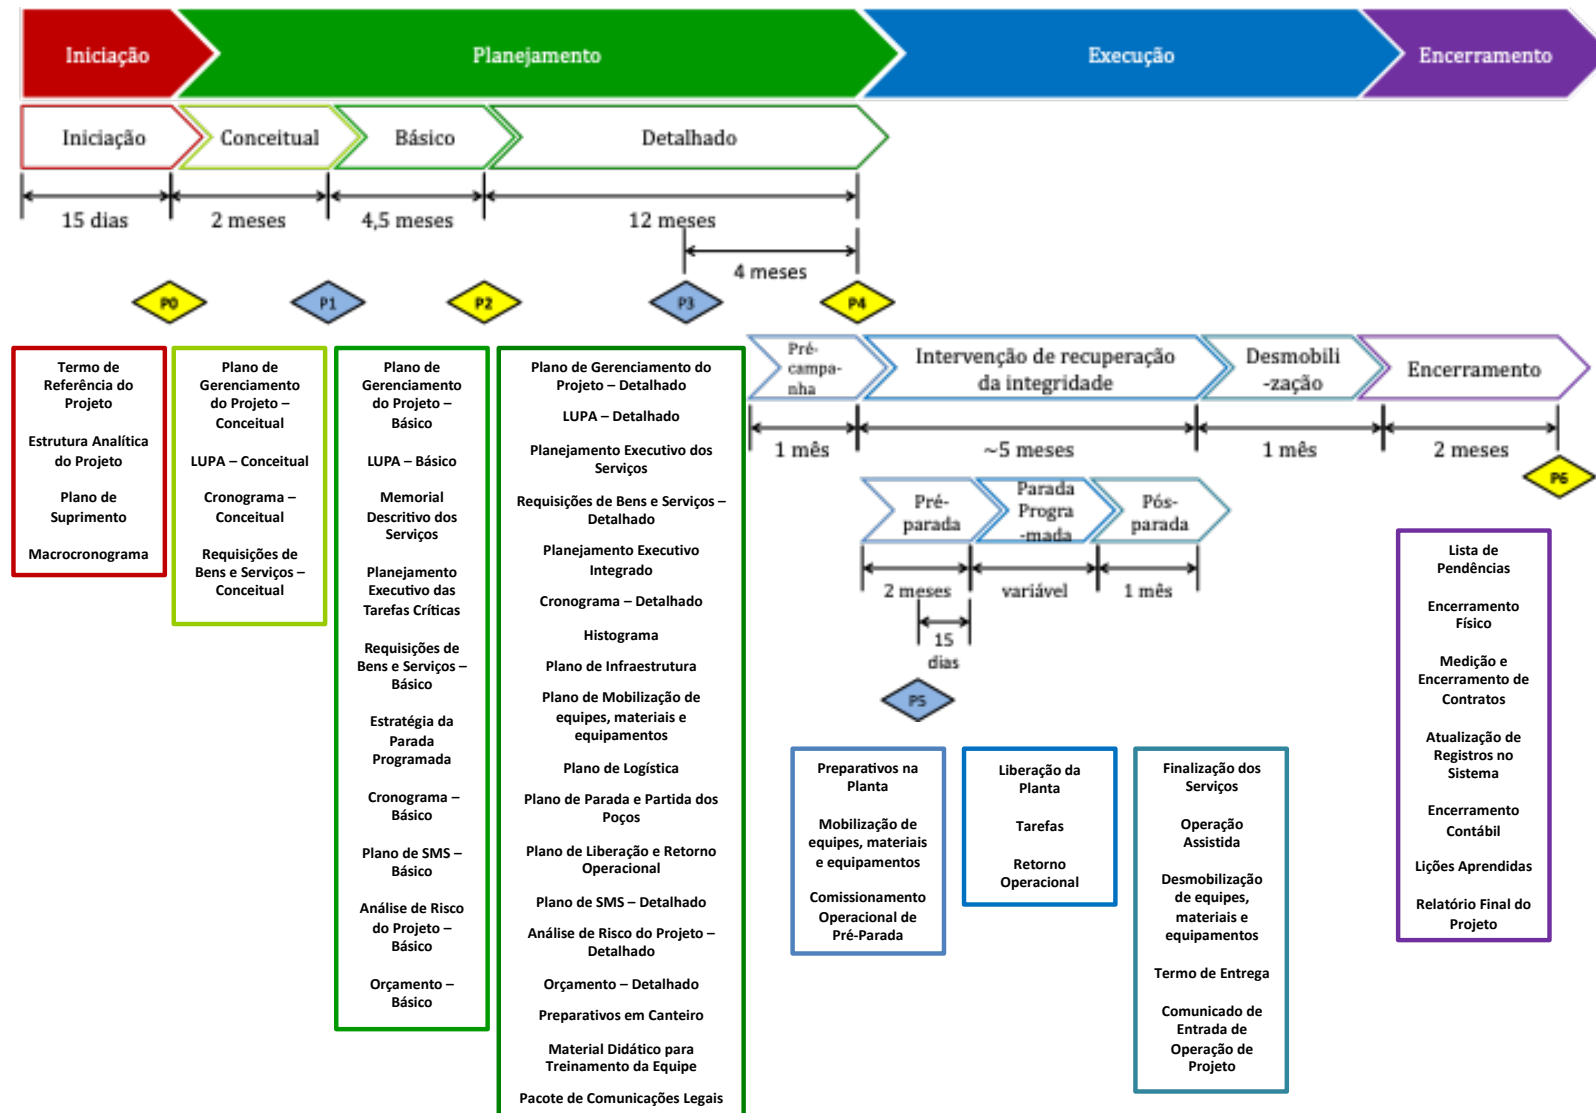 Iniciação
Planejamento
Execução
Encerramento
Iniciação
Conceitual
Básico
Detalhado
15 dias
2 meses
4,5 meses
12 meses
4 meses
P0
P1
P2
P3
P4
Pré-
campa-
nha
Intervenção de recuperação
da integridade
Desmobili
-zação
Encerramento
1 mês
~5 meses
1 mês
2 meses
P6
Pré-
parada
Parada
Progra
-mada
Pós-
parada
2 meses
variável
1 mês
15
dias
P5
Termo de
Referência do
Projeto
Estrutura Analítica
do Projeto
Plano de
Suprimento
Macrocronograma
Plano de
Gerenciamento
do Projeto –
Conceitual
LUPA – Conceitual
Cronograma –
Conceitual
Requisições de
Bens e Serviços –
Conceitual
Plano de
Gerenciamento
do Projeto –
Básico
LUPA – Básico
Memorial
Descritivo dos
Serviços
Planejamento
Executivo das
Tarefas Críticas
Requisições de
Bens e Serviços –
Básico
Estratégia da
Parada
Programada
Cronograma –
Básico
Plano de SMS –
Básico
Análise de Risco
do Projeto –
Básico
Orçamento –
Básico
Plano de Gerenciamento do
Projeto – Detalhado
LUPA – Detalhado
Planejamento Executivo dos
Serviços
Requisições de Bens e Serviços –
Detalhado
Planejamento Executivo
Integrado
Cronograma – Detalhado
Histograma
Plano de Infraestrutura
Plano de Mobilização de
equipes, materiais e
equipamentos
Plano de Logística
Plano de Parada e Partida dos
Poços
Plano de Liberação e Retorno
Operacional
Plano de SMS – Detalhado
Análise de Risco do Projeto –
Detalhado
Orçamento – Detalhado
Preparativos em Canteiro
Material Didático para
Treinamento da Equipe
Pacote de Comunicações Legais
Preparativos na
Planta
Mobilização de
equipes, materiais
e equipamentos
Comissionamento
Operacional de
Pré-Parada
Liberação da
Planta
Tarefas
Retorno
Operacional
Finalização dos
Serviços
Operação
Assistida
Desmobilização
de equipes,
materiais e
equipamentos
Termo de Entrega
Comunicado de
Entrada de
Operação de
Projeto
Lista de
Pendências
Encerramento
Físico
Medição e
Encerramento de
Contratos
Atualização de
Registros no
Sistema
Encerramento
Contábil
Lições Aprendidas
Relatório Final do
Projeto